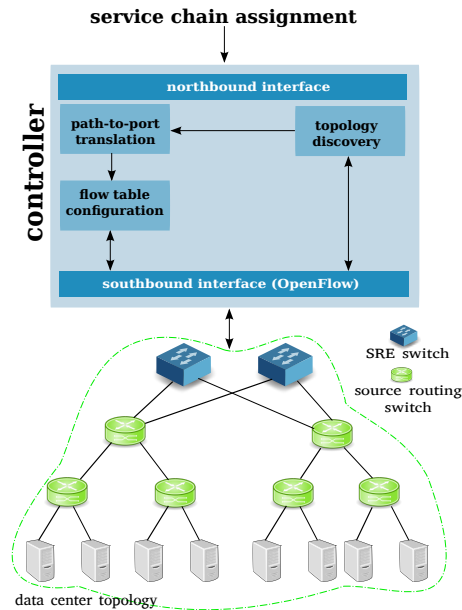 service chain assignment
controller
northbound interface
path-to-port
translation
topology
discovery
flow table
configuration
southbound interface (OpenFlow)
SRE switch
source routing
switch
data center topology